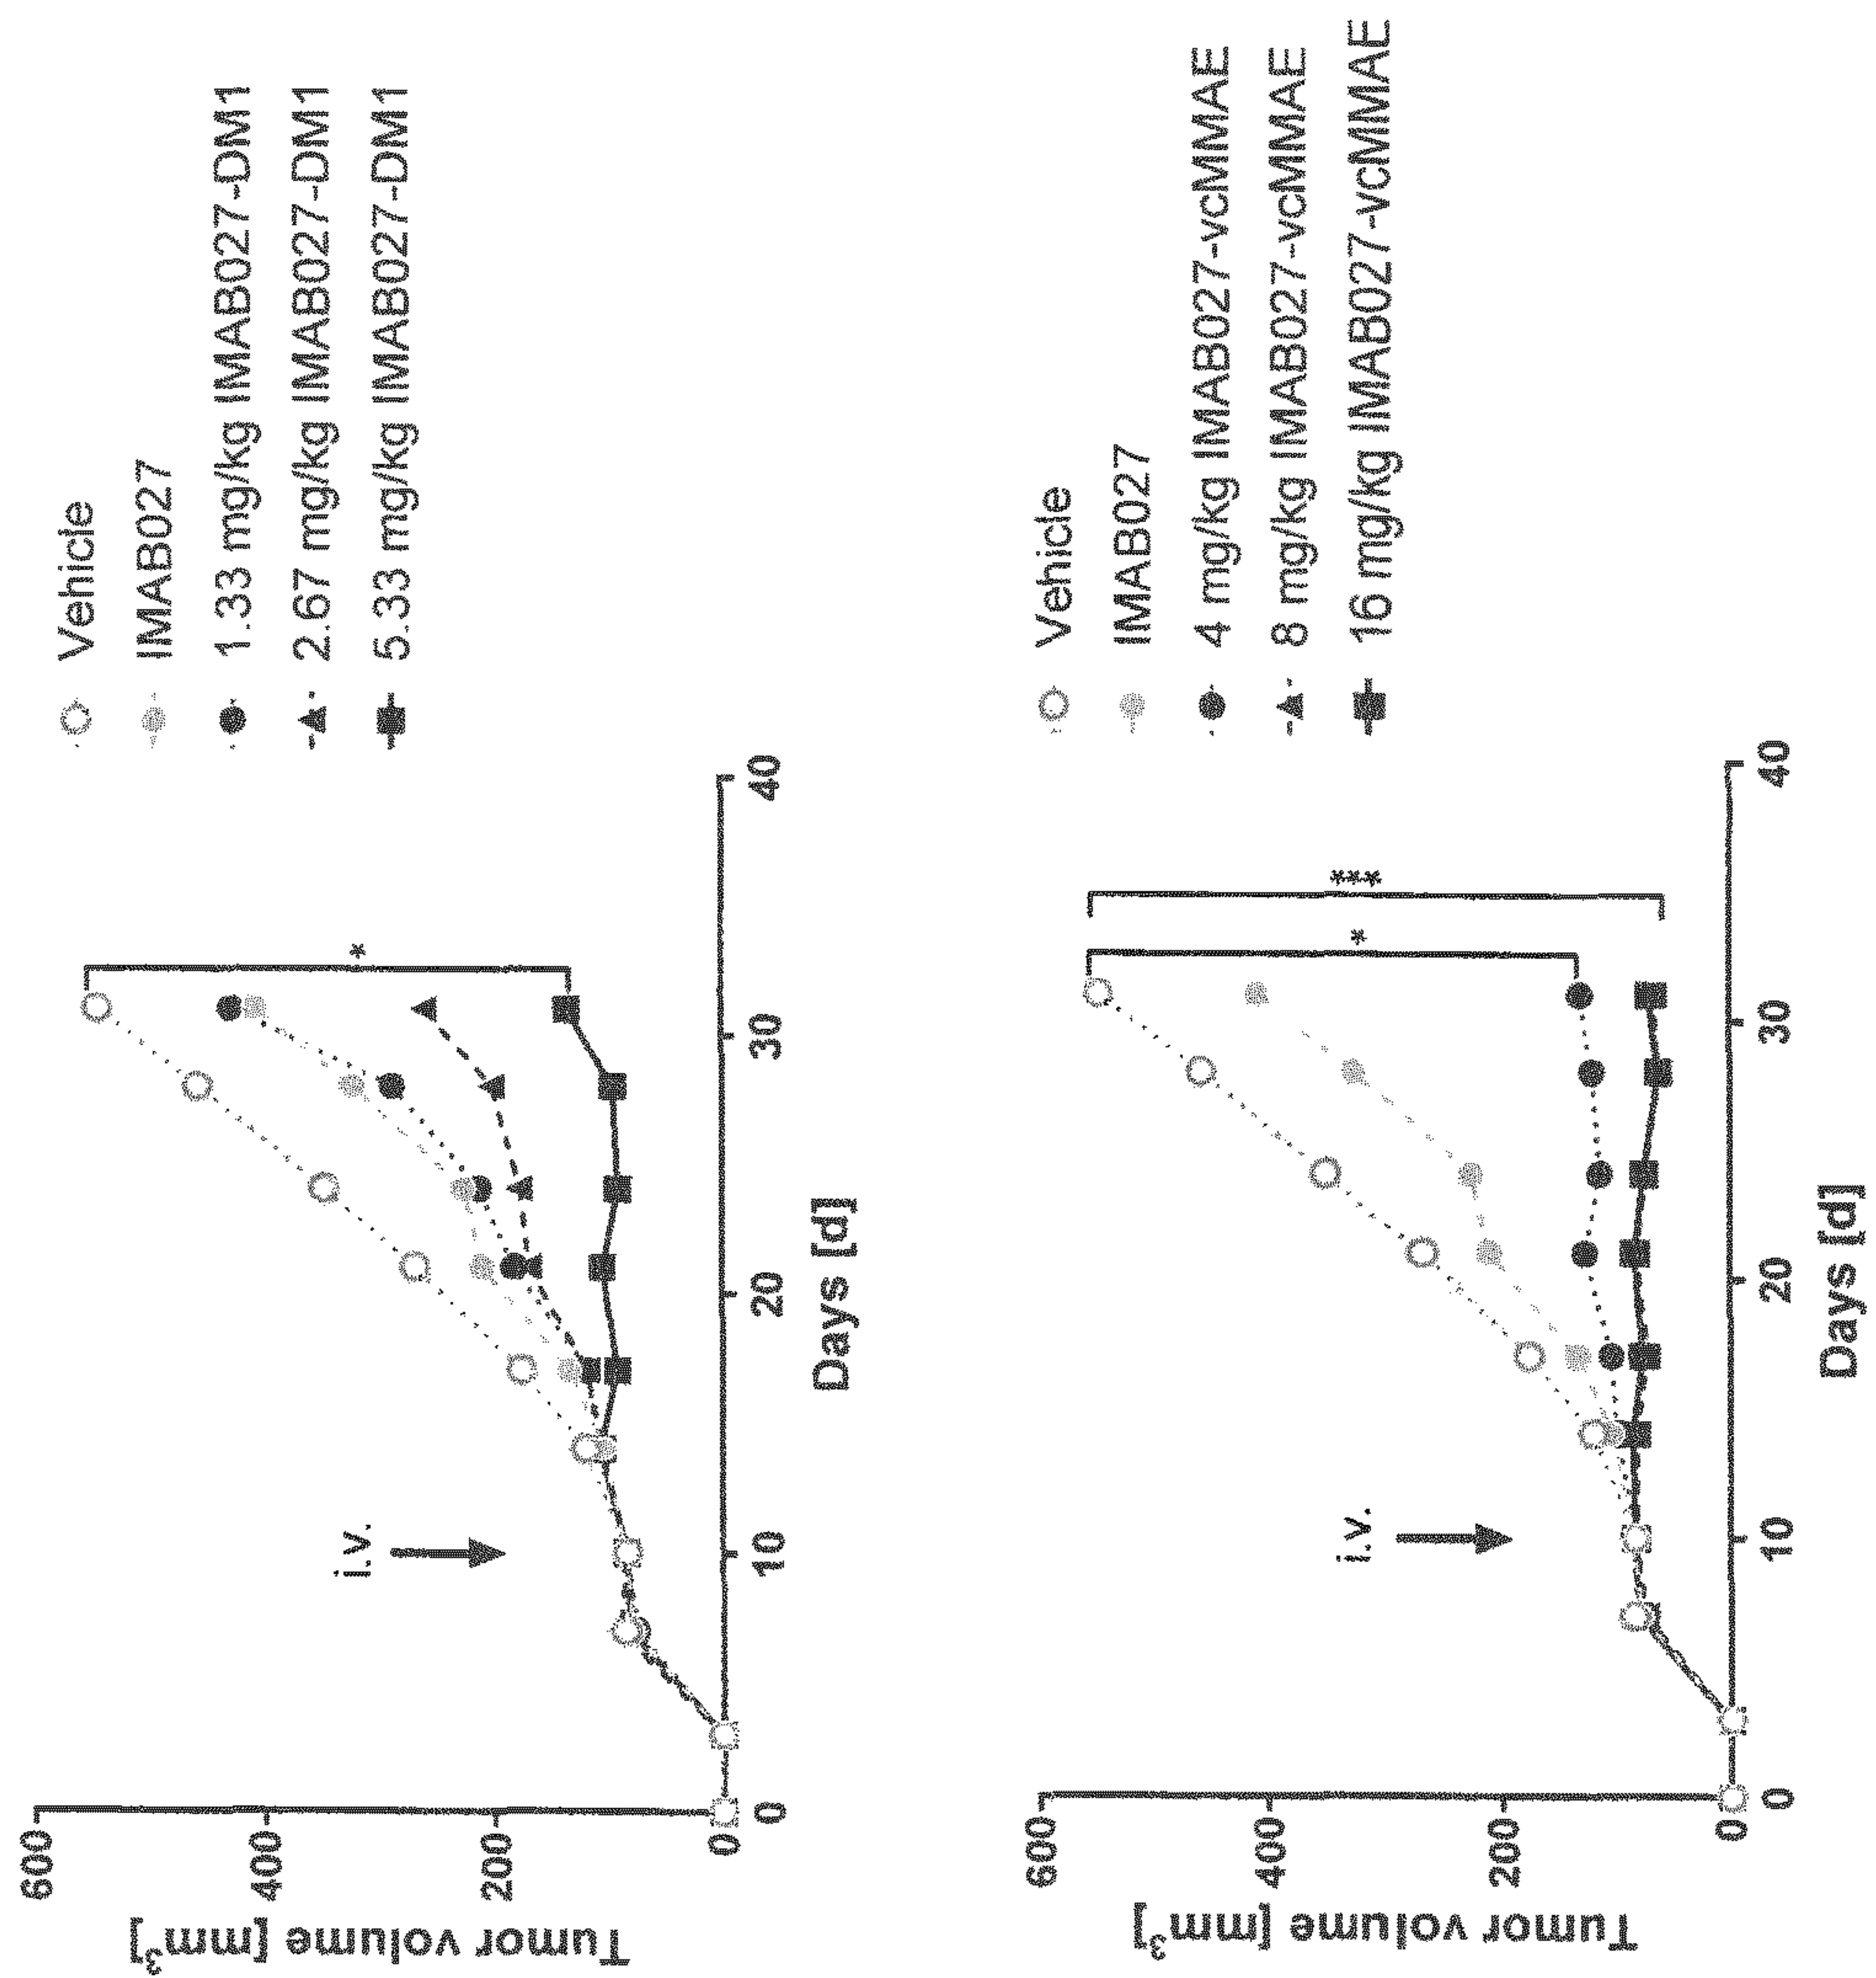 Tumor volume [mm³]
600
400
200
0
0
10
20
30
40
Days [d]
i.v.
*
Vehicle
IMAB027
1.33 mg/kg IMAB027-DM1
2.67 mg/kg IMAB027-DM1
5.33 mg/kg IMAB027-DM1
Tumor volume [mm³]
600
400
200
0
0
10
20
30
40
Days [d]
i.v.
*
***
Vehicle
IMAB027
4 mg/kg IMAB027-vcMMAE
8 mg/kg IMAB027-vcMMAE
16 mg/kg IMAB027-vcMMAE